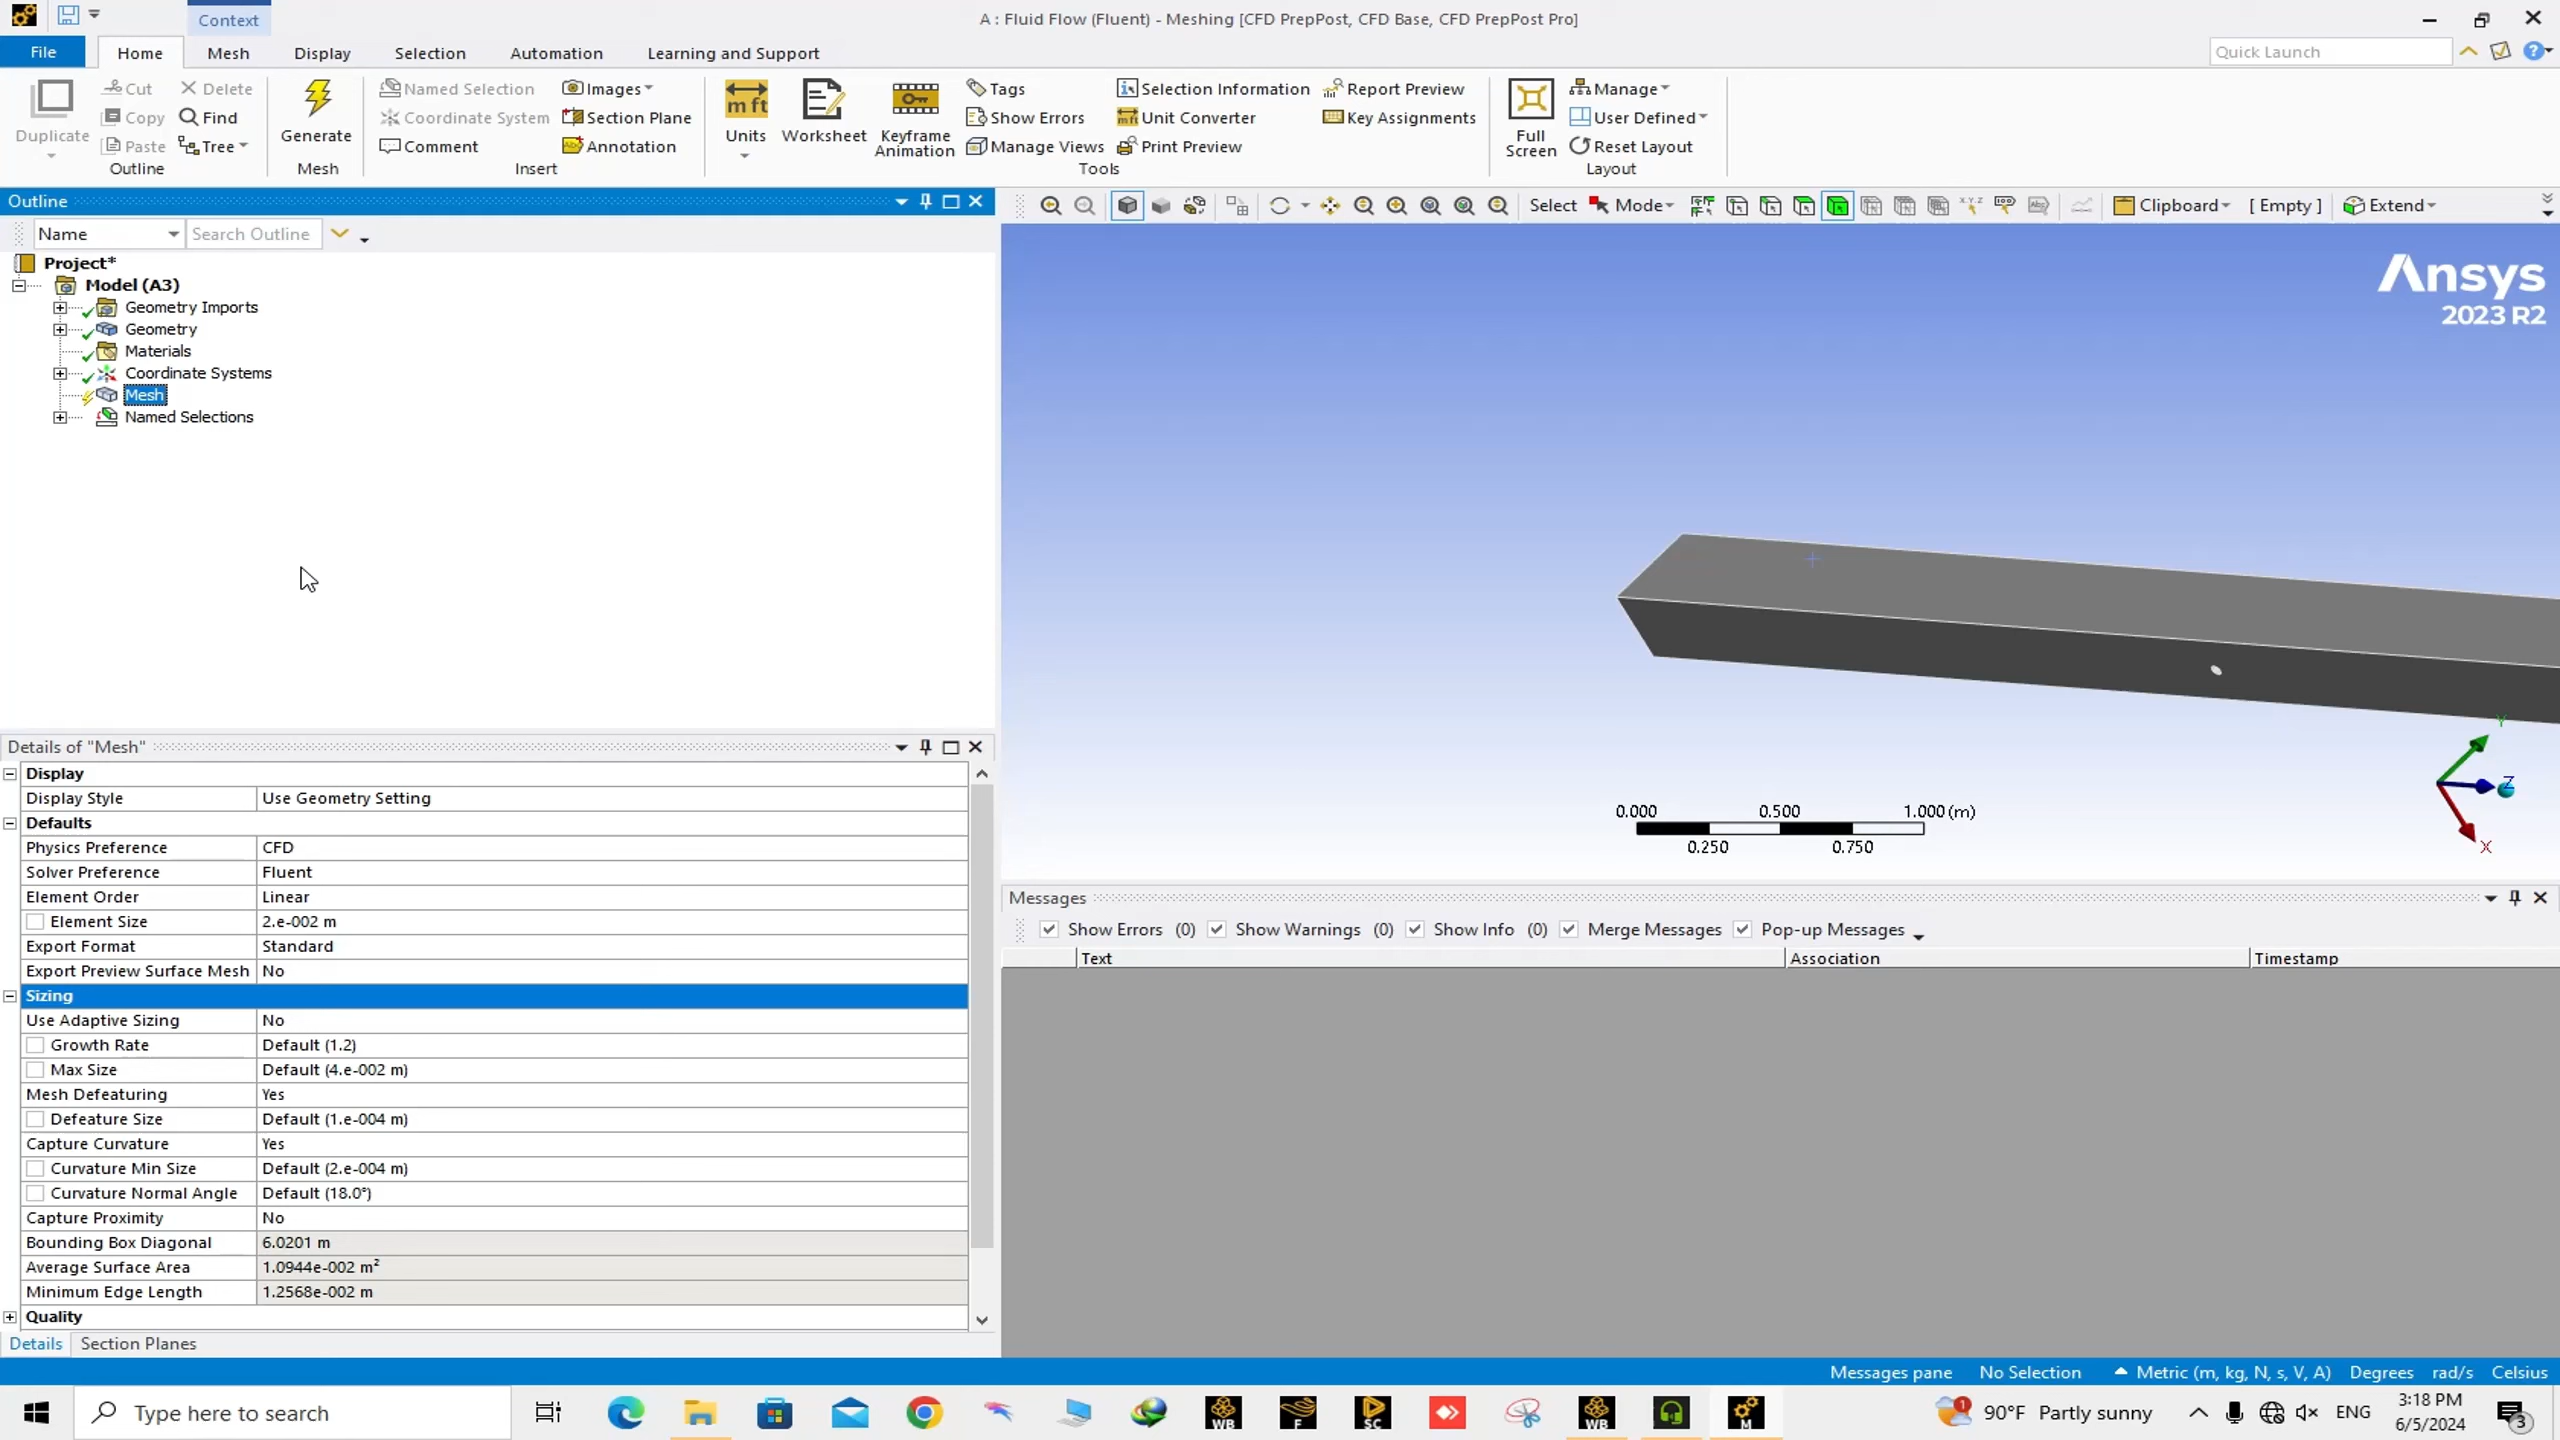 Context
A : Fluid Flow (Fluent) - Meshing [CFD PrepPost, CFD Base, CFD PrepPost Pro]
File Home Mesh Display Selection Automation Learning and Support
Quick Launch
Duplicate Cut Copy Paste Delete Find Tree
Outline
Generate
Mesh
Named Selection Images
Coordinate System Section Plane
Comment Annotation
Insert
Units Worksheet Keyframe Animation
Tags Selection Information Report Preview
Show Errors Unit Converter Key Assignments
Manage Views Print Preview
Tools
Full Screen
Manage
User Defined
Reset Layout
Layout
Outline
Name Search Outline
Select Mode Clipboard [ Empty ] Extend
Project*
Model (A3)
Geometry Imports
Geometry
Materials
Coordinate Systems
Mesh
Named Selections
Ansys
2023 R2
Y
Z
X
0.000 0.500 1.000 (m)
0.250 0.750
Details of "Mesh"
Display
Display Style Use Geometry Setting
Defaults
Physics Preference CFD
Solver Preference Fluent
Element Order Linear
Element Size 2.e-002 m
Export Format Standard
Export Preview Surface Mesh No
Sizing
Use Adaptive Sizing No
Growth Rate Default (1.2)
Max Size Default (4.e-002 m)
Mesh Defeaturing Yes
Defeature Size Default (1.e-004 m)
Capture Curvature Yes
Curvature Min Size Default (2.e-004 m)
Curvature Normal Angle Default (18.0°)
Capture Proximity No
Bounding Box Diagonal 6.0201 m
Average Surface Area 1.0944e-002 m²
Minimum Edge Length 1.2568e-002 m
Quality
Details Section Planes
Messages
Show Errors (0) Show Warnings (0) Show Info (0) Merge Messages Pop-up Messages
Text Association Timestamp
Messages pane No Selection Metric (m, kg, N, s, V, A) Degrees rad/s Celsius
Type here to search
WB F SC WB M
90°F Partly sunny
ENG
3:18 PM
6/5/2024
3